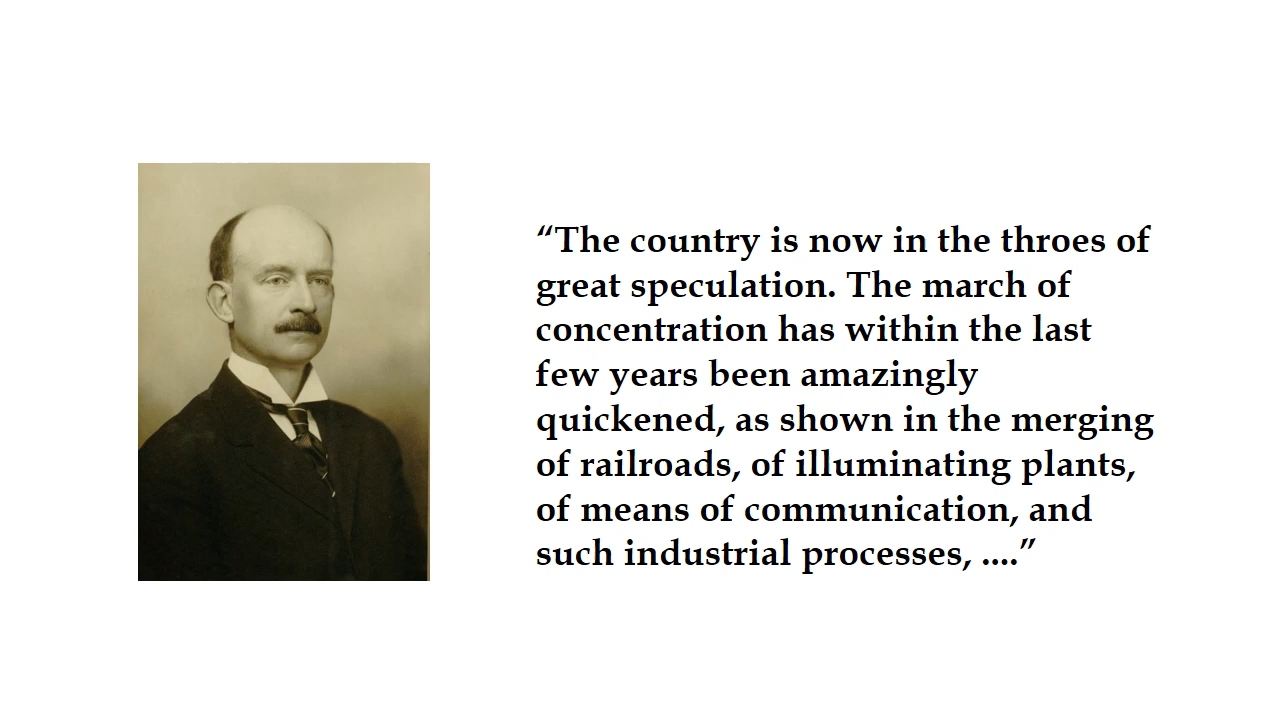 “The country is now in the throes of
great speculation. The march of
concentration has within the last
few years been amazingly
quickened, as shown in the merging
of railroads, of illuminating plants,
of means of communication, and
such industrial processes, ....”